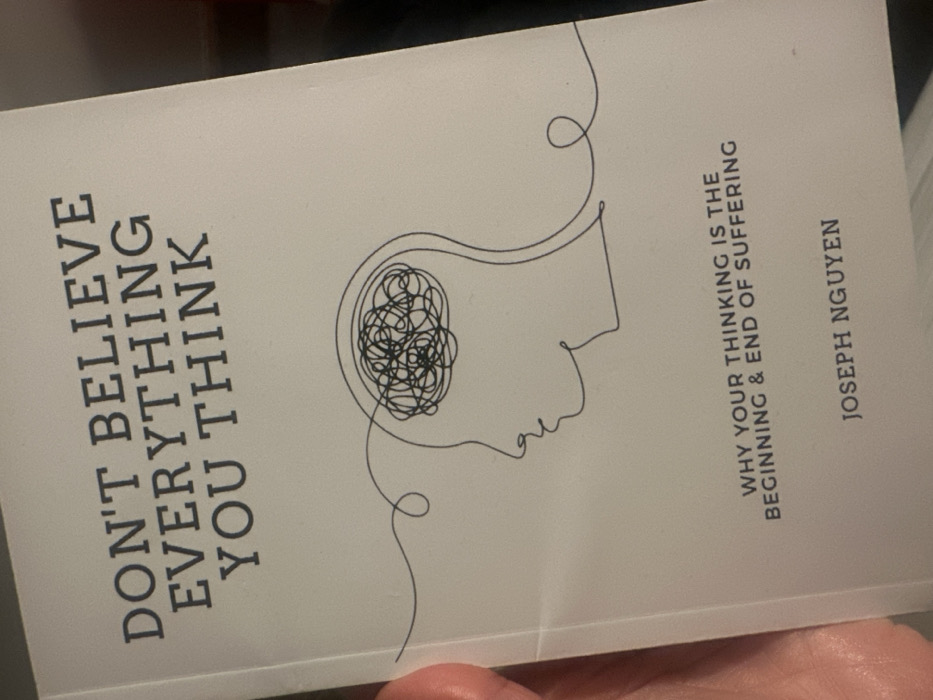 DON'T BELIEVE
EVERYTHING
YOU THINK
WHY YOUR THINKING IS THE
BEGINNING & END OF SUFFERING
JOSEPH NGUYEN